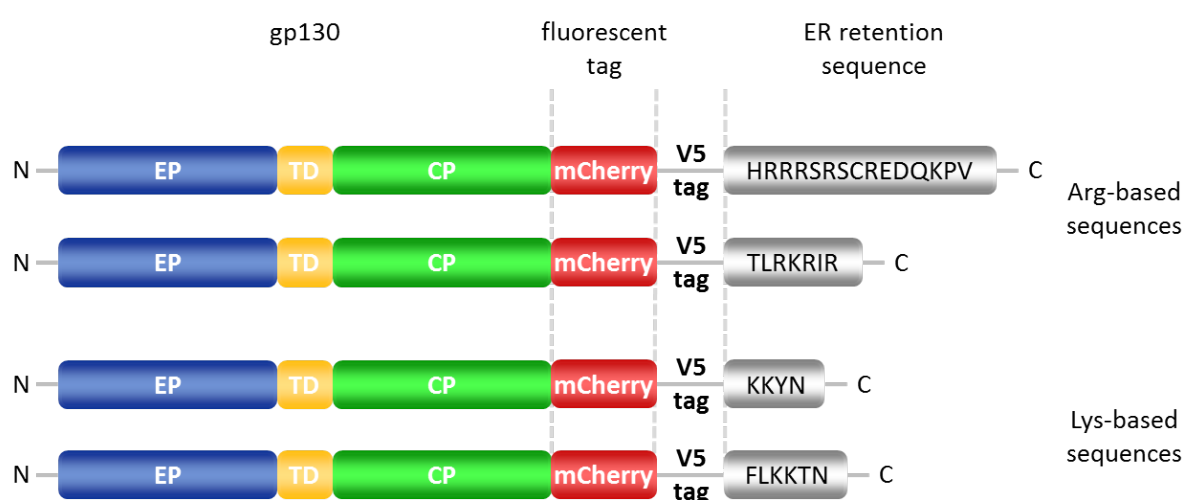 gp130
fluorescent
tag
ER retention
sequence
N EP TD CP mCherry V5 tag HRRRSRSCREDQKPV C
N EP TD CP mCherry V5 tag TLRKRIR C
Arg-based
sequences
N EP TD CP mCherry V5 tag KKYN C
N EP TD CP mCherry V5 tag FLKKTN C
Lys-based
sequences